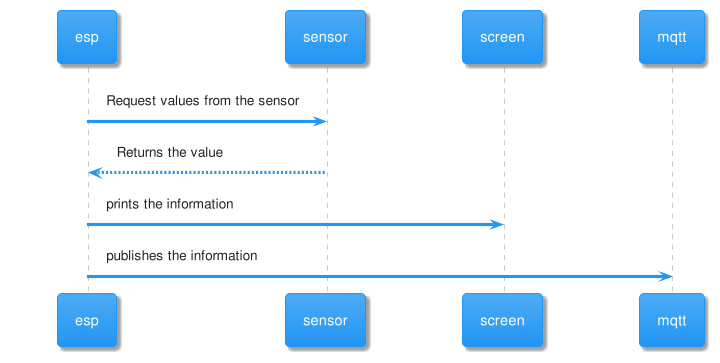 esp
sensor
screen
mqtt
Request values from the sensor
Returns the value
prints the information
publishes the information
esp
sensor
screen
mqtt